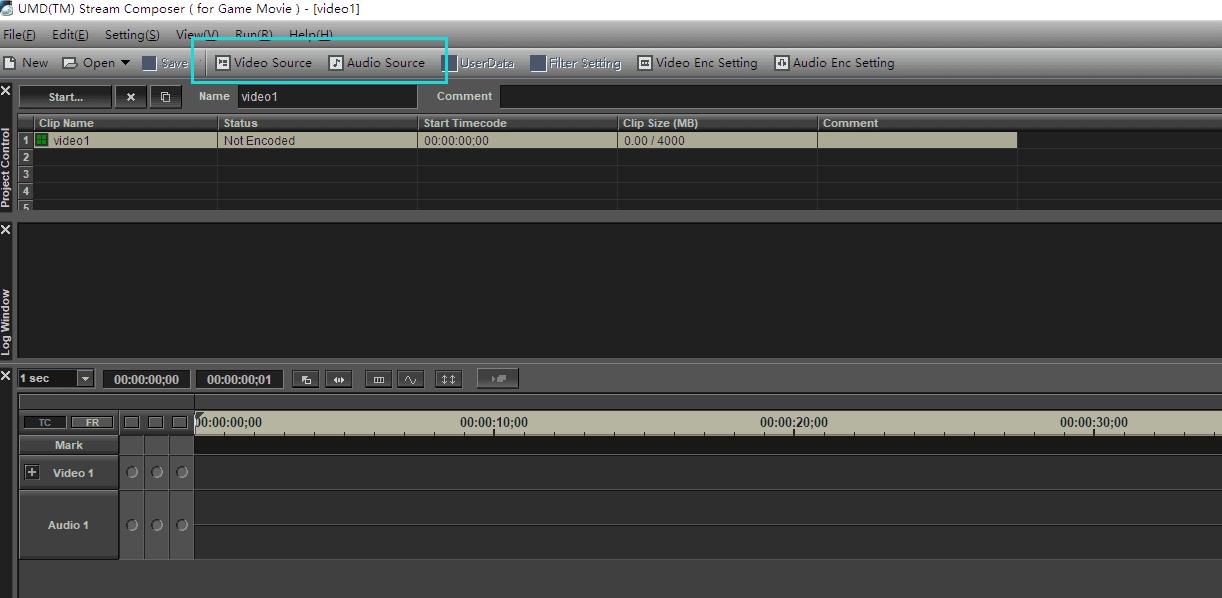 UMD(TM) Stream Composer ( for Game Movie ) - [video1]
File(F) Edit(E) Setting(S) View(V) Run(R) Help(H)
New Open Save Video Source Audio Source UserData Filter Setting Video Enc Setting Audio Enc Setting
Start... Name video1 Comment
Clip Name Status Start Timecode Clip Size (MB) Comment
1 video1 Not Encoded 00:00:00;00 0.00 / 4000
2
3
4
5
Project Control
Log Window
1 sec 00:00:00;00 00:00:00;01
TC FR 00:00:00;00 00:00:10;00 00:00:20;00 00:00:30;00
Mark
Video 1
Audio 1